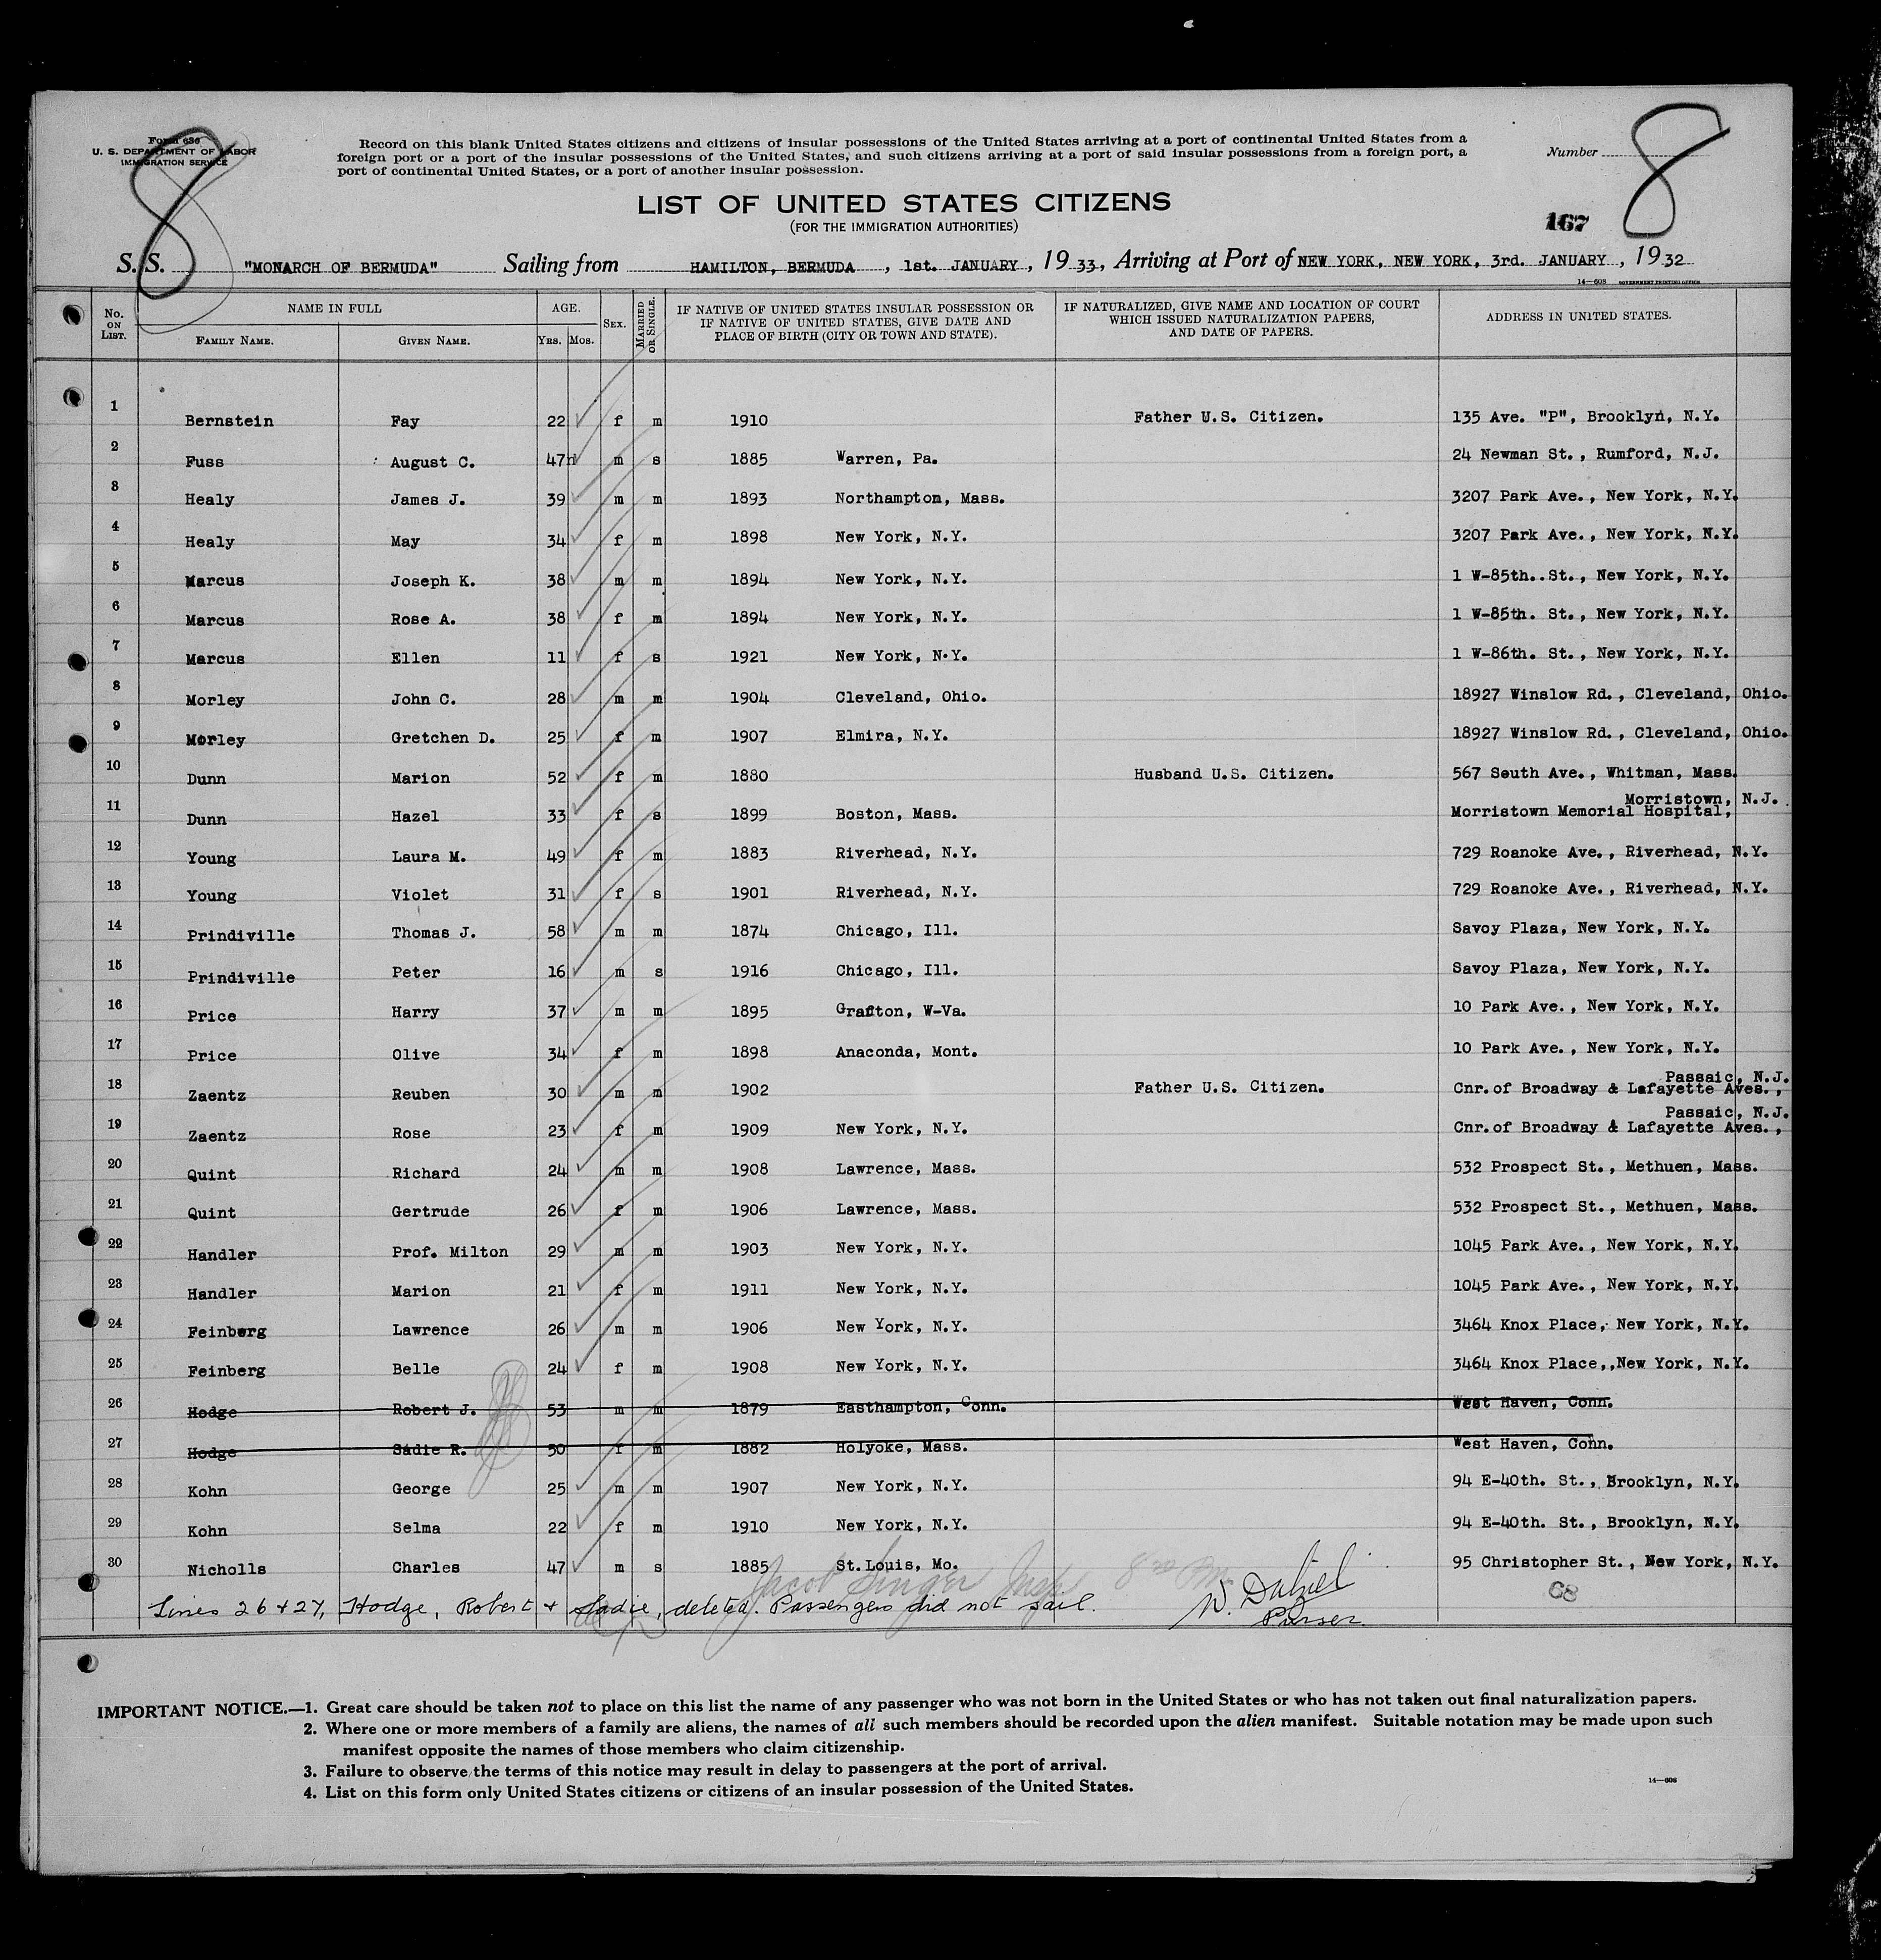 Form 630
U. S. DEPARTMENT OF LABOR
IMMIGRATION SERVICE
Record on this blank United States citizens and citizens of insular possessions of the United States arriving at a port of continental United States from a
foreign port or a port of the insular possessions of the United States, and such citizens arriving at a port of said insular possessions from a foreign port, a
port of continental United States, or a port of another insular possession.
Number
8
8
LIST OF UNITED STATES CITIZENS
(FOR THE IMMIGRATION AUTHORITIES)
167
S. S. "MONARCH OF BERMUDA" Sailing from HAMILTON, BERMUDA , 1st. JANUARY , 19 33, Arriving at Port of NEW YORK, NEW YORK, 3rd. JANUARY , 19 32
14—608 GOVERNMENT PRINTING OFFICE
No. ON LIST. NAME IN FULL FAMILY NAME. GIVEN NAME. AGE. YRS. MOS. SEX. MARRIED OR SINGLE. IF NATIVE OF UNITED STATES INSULAR POSSESSION OR IF NATIVE OF UNITED STATES, GIVE DATE AND PLACE OF BIRTH (CITY OR TOWN AND STATE). IF NATURALIZED, GIVE NAME AND LOCATION OF COURT WHICH ISSUED NATURALIZATION PAPERS, AND DATE OF PAPERS. ADDRESS IN UNITED STATES.
1 Bernstein Fay 22 f m 1910 Father U.S. Citizen. 135 Ave. "P", Brooklyn, N.Y.
2 Fuss August C. 47 m s 1885 Warren, Pa. 24 Newman St., Rumford, N.J.
3 Healy James J. 39 m m 1893 Northampton, Mass. 3207 Park Ave., New York, N.Y.
4 Healy May 34 f m 1898 New York, N.Y. 3207 Park Ave., New York, N.Y.
5 Marcus Joseph K. 38 m m 1894 New York, N.Y. 1 W-85th..St., New York, N.Y.
6 Marcus Rose A. 38 f m 1894 New York, N.Y. 1 W-85th. St., New York, N.Y.
7 Marcus Ellen 11 f s 1921 New York, N.Y. 1 W-86th. St., New York, N.Y.
8 Morley John C. 28 m m 1904 Cleveland, Ohio. 18927 Winslow Rd., Cleveland, Ohio.
9 Morley Gretchen D. 25 f m 1907 Elmira, N.Y. 18927 Winslow Rd., Cleveland, Ohio.
10 Dunn Marion 52 f m 1880 Husband U.S. Citizen. 567 South Ave., Whitman, Mass.
11 Dunn Hazel 33 f s 1899 Boston, Mass. Morristown Memorial Hospital, Morristown, N.J.
12 Young Laura M. 49 f m 1883 Riverhead, N.Y. 729 Roanoke Ave., Riverhead, N.Y.
13 Young Violet 31 f s 1901 Riverhead, N.Y. 729 Roanoke Ave., Riverhead, N.Y.
14 Prindiville Thomas J. 58 m m 1874 Chicago, Ill. Savoy Plaza, New York, N.Y.
15 Prindiville Peter 16 m s 1916 Chicago, Ill. Savoy Plaza, New York, N.Y.
16 Price Harry 37 m m 1895 Grafton, W-Va. 10 Park Ave., New York, N.Y.
17 Price Olive 34 f m 1898 Anaconda, Mont. 10 Park Ave., New York, N.Y.
18 Zaentz Reuben 30 m m 1902 Father U.S. Citizen. Cnr.of Broadway & Lafayette Aves., Passaic, N.J.
19 Zaentz Rose 23 f m 1909 New York, N.Y. Cnr.of Broadway & Lafayette Aves., Passaic, N.J.
20 Quint Richard 24 m m 1908 Lawrence, Mass. 532 Prospect St., Methuen, Mass.
21 Quint Gertrude 26 f m 1906 Lawrence, Mass. 532 Prospect St., Methuen, Mass.
22 Handler Prof. Milton 29 m m 1903 New York, N.Y. 1045 Park Ave., New York, N.Y.
23 Handler Marion 21 f m 1911 New York, N.Y. 1045 Park Ave., New York, N.Y.
24 Feinberg Lawrence 26 m m 1906 New York, N.Y. 3464 Knox Place, New York, N.Y.
25 Feinberg Belle 24 f m 1908 New York, N.Y. 3464 Knox Place,,New York, N.Y.
26 Hodge Robert J. 53 m m 1879 Easthampton, Conn. West Haven, Conn.
27 Hodge Sadie R. 50 f m 1882 Holyoke, Mass. West Haven, Conn.
28 Kohn George 25 m m 1907 New York, N.Y. 94 E-40th. St., Brooklyn, N.Y.
29 Kohn Selma 22 f m 1910 New York, N.Y. 94 E-40th. St., Brooklyn, N.Y.
30 Nicholls Charles 47 m s 1885 St.Louis, Mo. 95 Christopher St., New York, N.Y.
Jacob Singer Insp
Lines 26 & 27, Hodge, Robert & Sadie, deleted. Passengers did not sail.
Purser
IMPORTANT NOTICE.—1. Great care should be taken not to place on this list the name of any passenger who was not born in the United States or who has not taken out final naturalization papers.
2. Where one or more members of a family are aliens, the names of all such members should be recorded upon the alien manifest. Suitable notation may be made upon such
manifest opposite the names of those members who claim citizenship.
3. Failure to observe the terms of this notice may result in delay to passengers at the port of arrival.
4. List on this form only United States citizens or citizens of an insular possession of the United States.
14—608